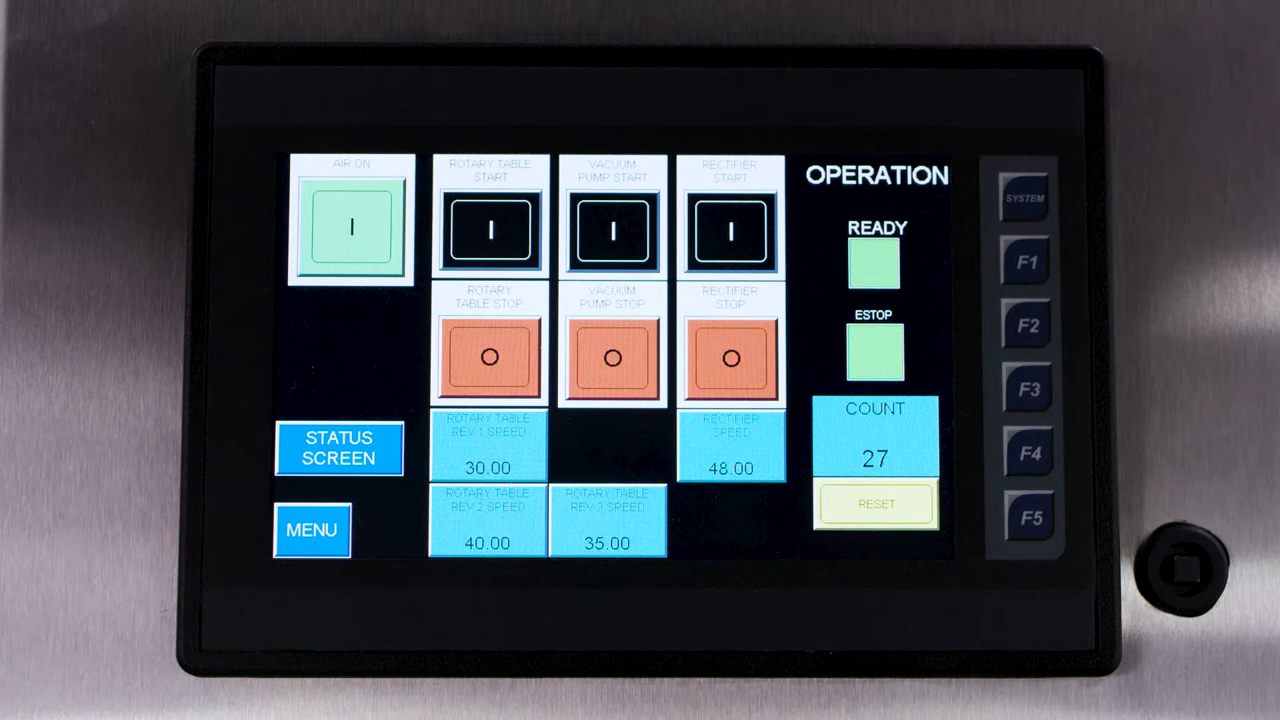 AIR ON
ROTARY TABLE
START
VACUUM
PUMP START
RECTIFIER
START
OPERATION
I
I
I
I
READY
ROTARY
TABLE STOP
VACUUM
PUMP STOP
RECTIFIER
STOP
ESTOP
O
O
O
STATUS
SCREEN
ROTARY TABLE
REV 1 SPEED
30.00
RECTIFIER
SPEED
48.00
COUNT
27
MENU
ROTARY TABLE
REV 2 SPEED
40.00
ROTARY TABLE
REV 3 SPEED
35.00
RESET
SYSTEM
F1
F2
F3
F4
F5